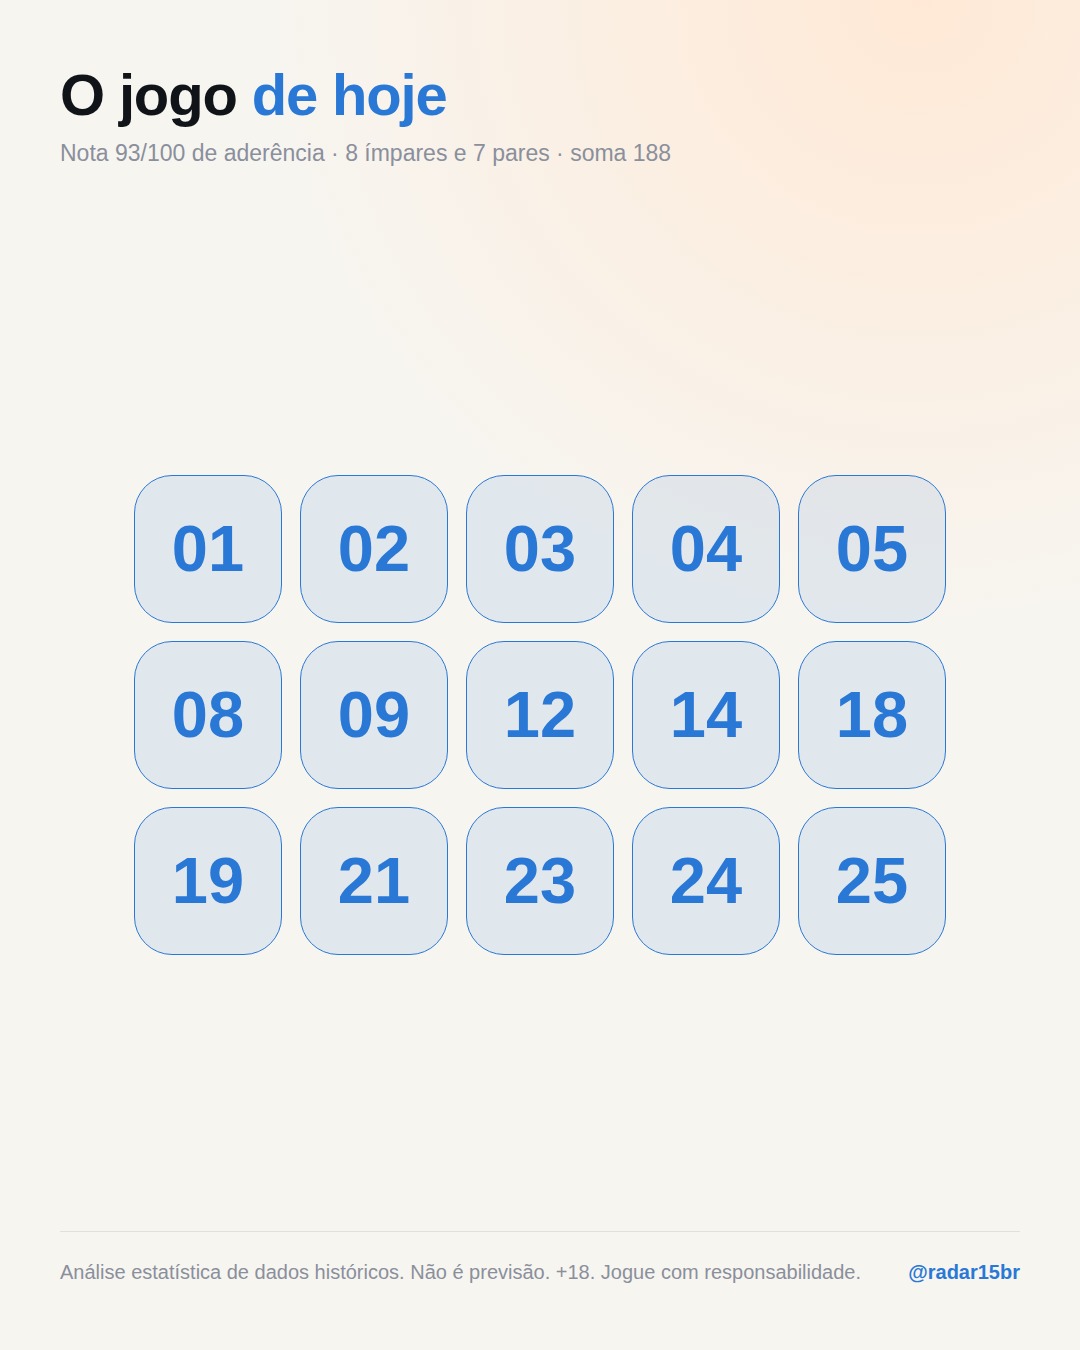 O jogo de hoje
Nota 93/100 de aderência · 8 ímpares e 7 pares · soma 188
01 02 03 04 05
08 09 12 14 18
19 21 23 24 25
Análise estatística de dados históricos. Não é previsão. +18. Jogue com responsabilidade. @radar15br